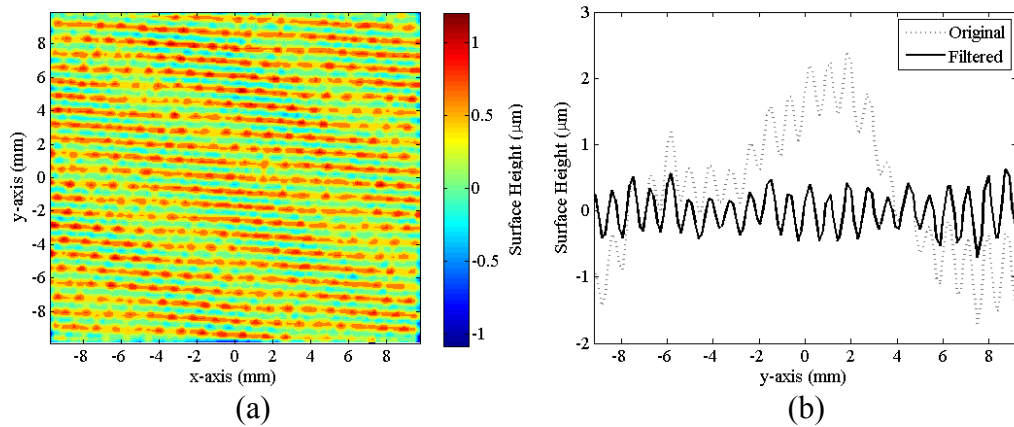 8
6
4
2
0
-2
-4
-6
-8
y-axis (mm)
-8 -6 -4 -2 0 2 4 6 8
x-axis (mm)
1
0.5
0
-0.5
-1
Surface Height (μm)
(a)
3
2
1
0
-1
-2
Surface Height (μm)
Original
Filtered
-8 -6 -4 -2 0 2 4 6 8
y-axis (mm)
(b)